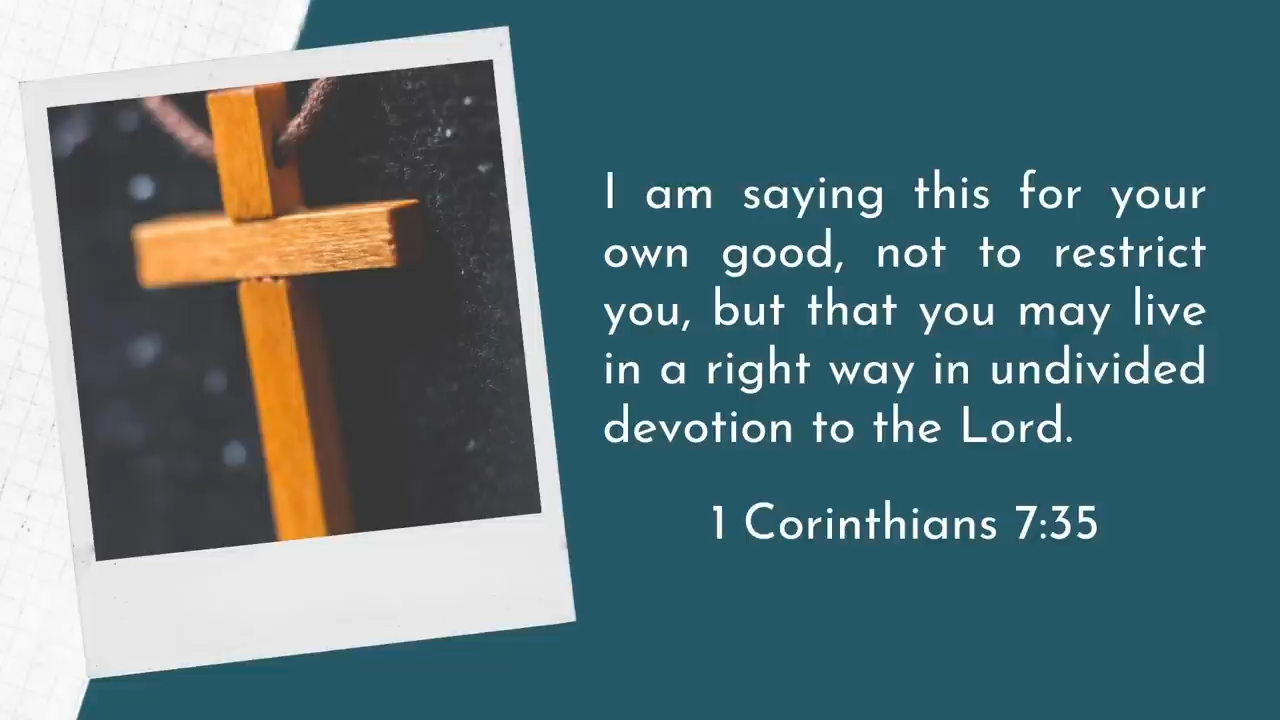 I am saying this for your
own good, not to restrict
you, but that you may live
in a right way in undivided
devotion to the Lord.
1 Corinthians 7:35